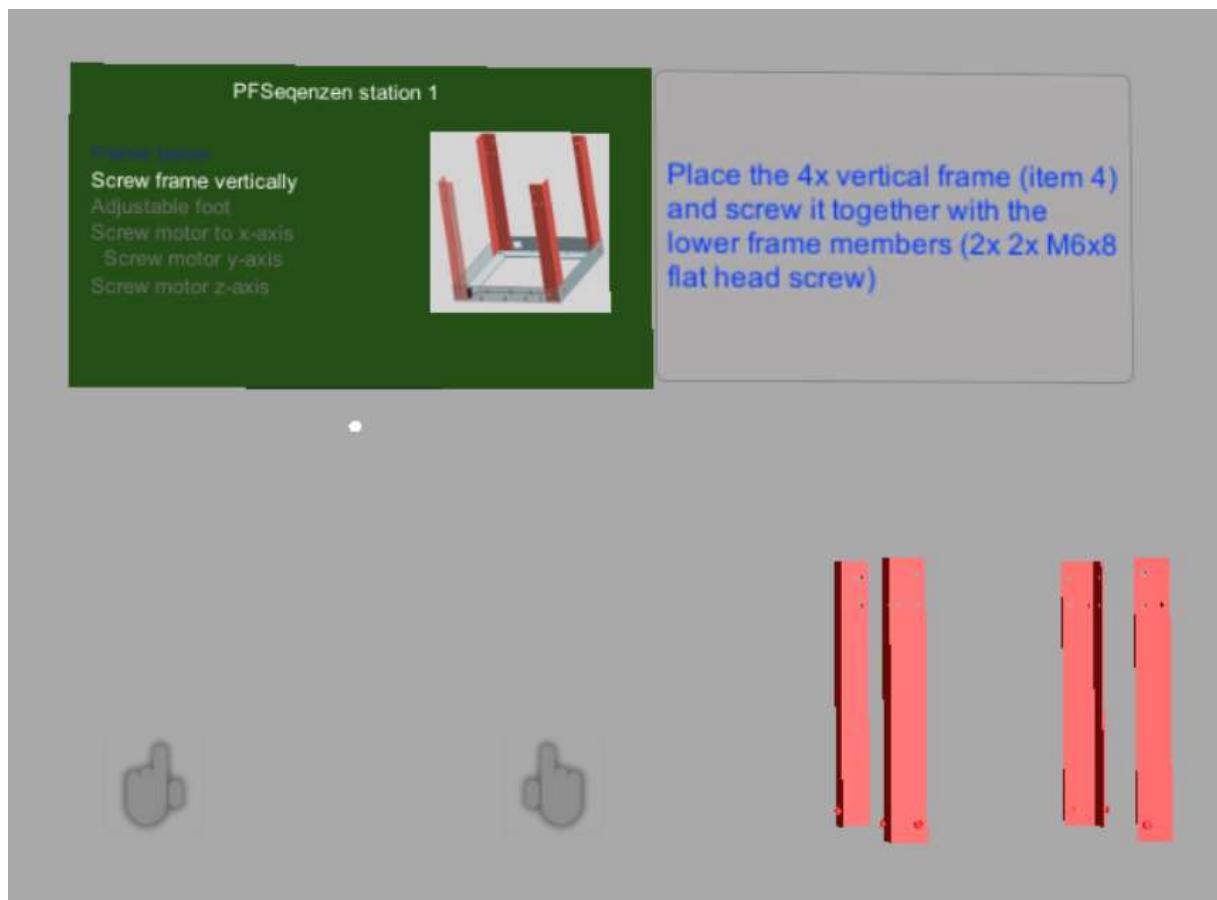 PFSeqenzen station 1
Frame below
Screw frame vertically
Adjustable foot
Screw motor to x-axis
Screw motor y-axis
Screw motor z-axis
Place the 4x vertical frame (item 4)
and screw it together with the
lower frame members (2x 2x M6x8
flat head screw)